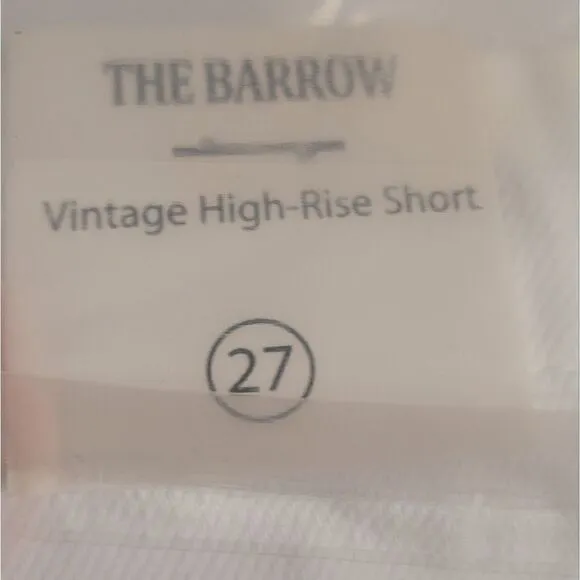 THE BARROW
Vintage High-Rise Short
27